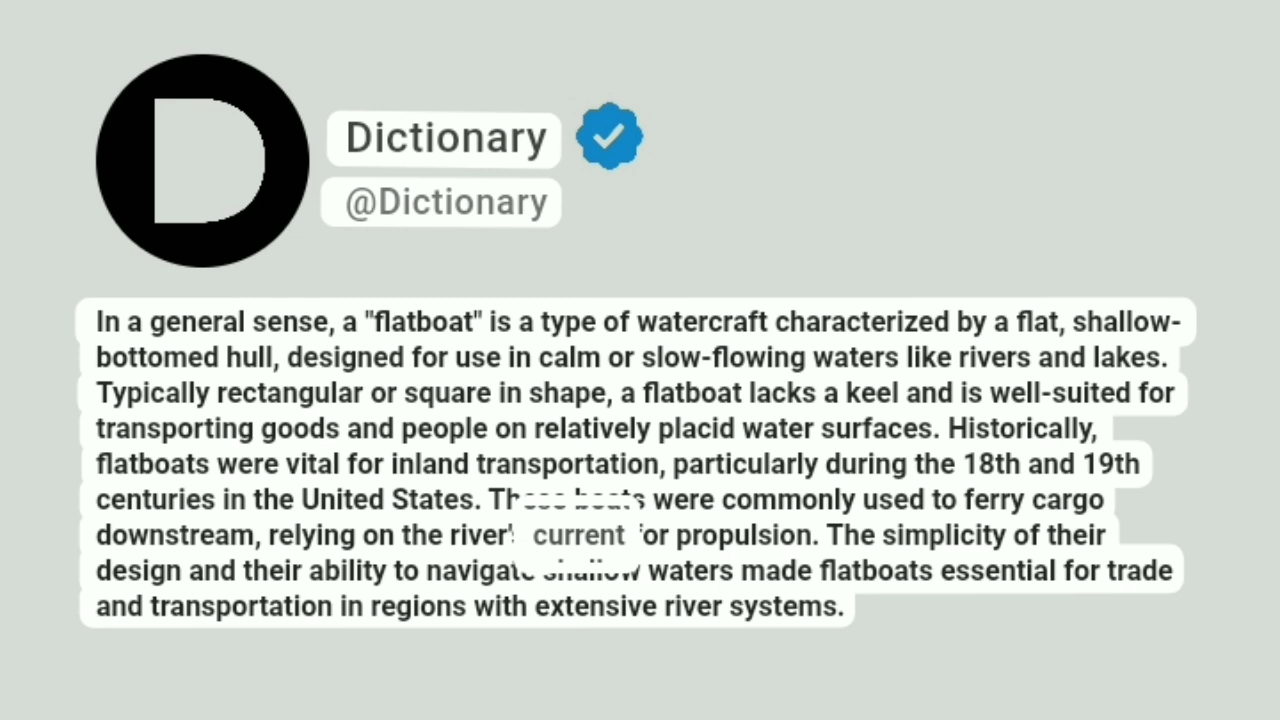 D
Dictionary
@Dictionary
In a general sense, a "flatboat" is a type of watercraft characterized by a flat, shallow-
bottomed hull, designed for use in calm or slow-flowing waters like rivers and lakes.
Typically rectangular or square in shape, a flatboat lacks a keel and is well-suited for
transporting goods and people on relatively placid water surfaces. Historically,
flatboats were vital for inland transportation, particularly during the 18th and 19th
centuries in the United States. These boats were commonly used to ferry cargo
downstream, relying on the river's current for propulsion. The simplicity of their
design and their ability to navigate shallow waters made flatboats essential for trade
and transportation in regions with extensive river systems.